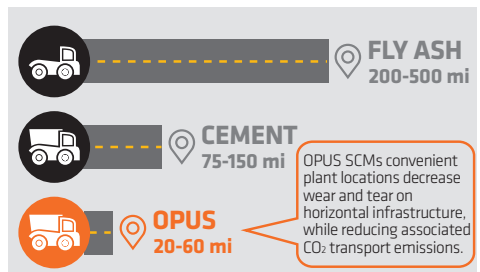 FLY ASH
200-500 mi
CEMENT
75-150 mi
OPUS
20-60 mi
OPUS SCMs convenient
plant locations decrease
wear and tear on
horizontal infrastructure,
while reducing associated
CO₂ transport emissions.